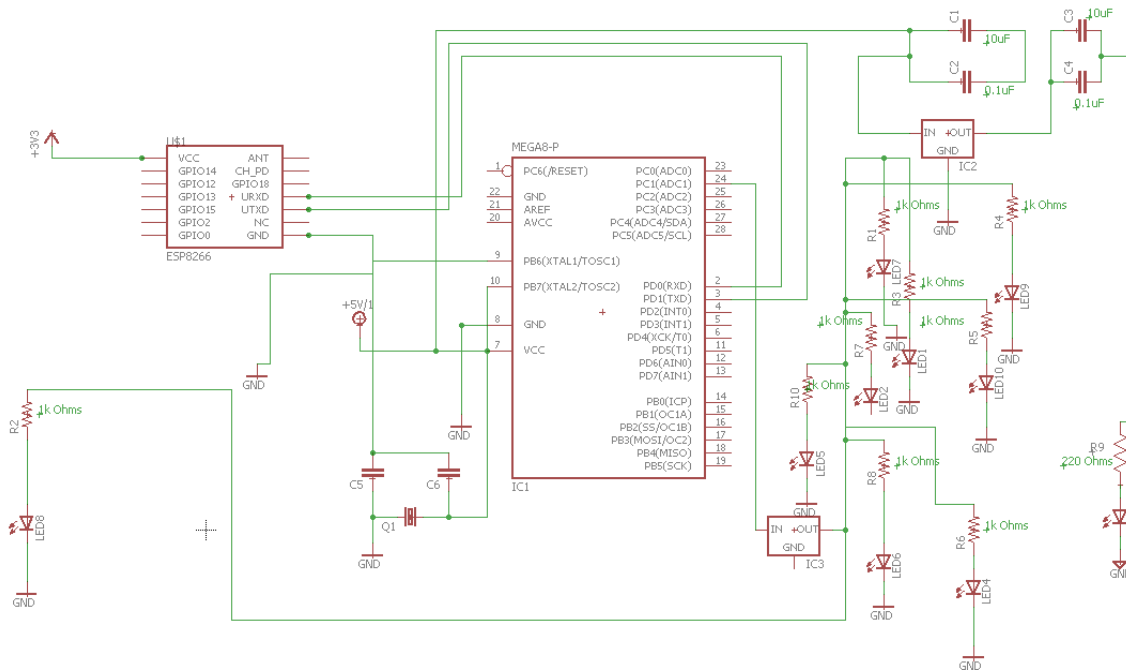 C1
10uF
C2
0.1uF
C3
10uF
C4
0.1uF
+3V3
U$1
VCC
GPIO14
GPIO12
GPIO13
GPIO15
GPIO2
GPIO0
ANT
CH_PD
GPIO18
URXD
UTXD
NC
GND
ESP8266
MEGA8-P
1
PC6(/RESET)
22
GND
21
AREF
20
AVCC
9
PB6(XTAL1/TOSC1)
10
PB7(XTAL2/TOSC2)
8
GND
7
VCC
PC0(ADC0)
23
PC1(ADC1)
24
PC2(ADC2)
25
PC3(ADC3)
26
PC4(ADC4/SDA)
27
PC5(ADC5/SCL)
28
PD0(RXD)
2
PD1(TXD)
3
PD2(INT0)
4
PD3(INT1)
5
PD4(XCK/T0)
6
PD5(T1)
11
PD6(AIN0)
12
PD7(AIN1)
13
PB0(ICP)
14
PB1(OC1A)
15
PB2(SS/OC1B)
16
PB3(MOSI/OC2)
17
PB4(MISO)
18
PB5(SCK)
19
IC1
IN
+OUT
GND
IC2
GND
+5V/1
GND
GND
C5
C6
Q1
GND
R2
1k Ohms
LED8
GND
R1
1k Ohms
LED7
GND
R3
1k Ohms
LED1
GND
R4
1k Ohms
LED9
GND
R5
1k Ohms
LED10
GND
R7
1k Ohms
LED2
R10
1k Ohms
LED5
GND
IN
+OUT
GND
IC3
R8
1k Ohms
LED6
GND
R6
1k Ohms
LED4
GND
R9
220 Ohms